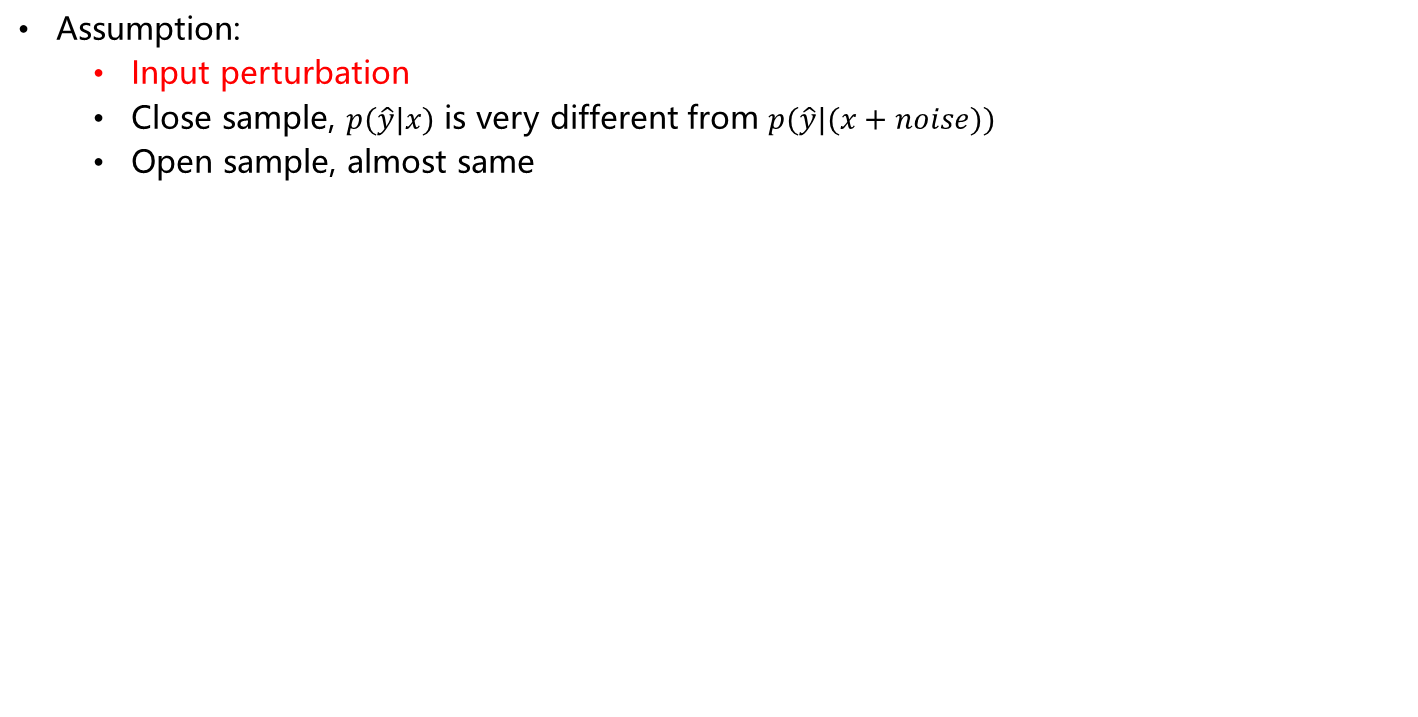 • Assumption:
• Input perturbation
• Close sample, p(ŷ|x) is very different from p(ŷ|(x + noise))
• Open sample, almost same